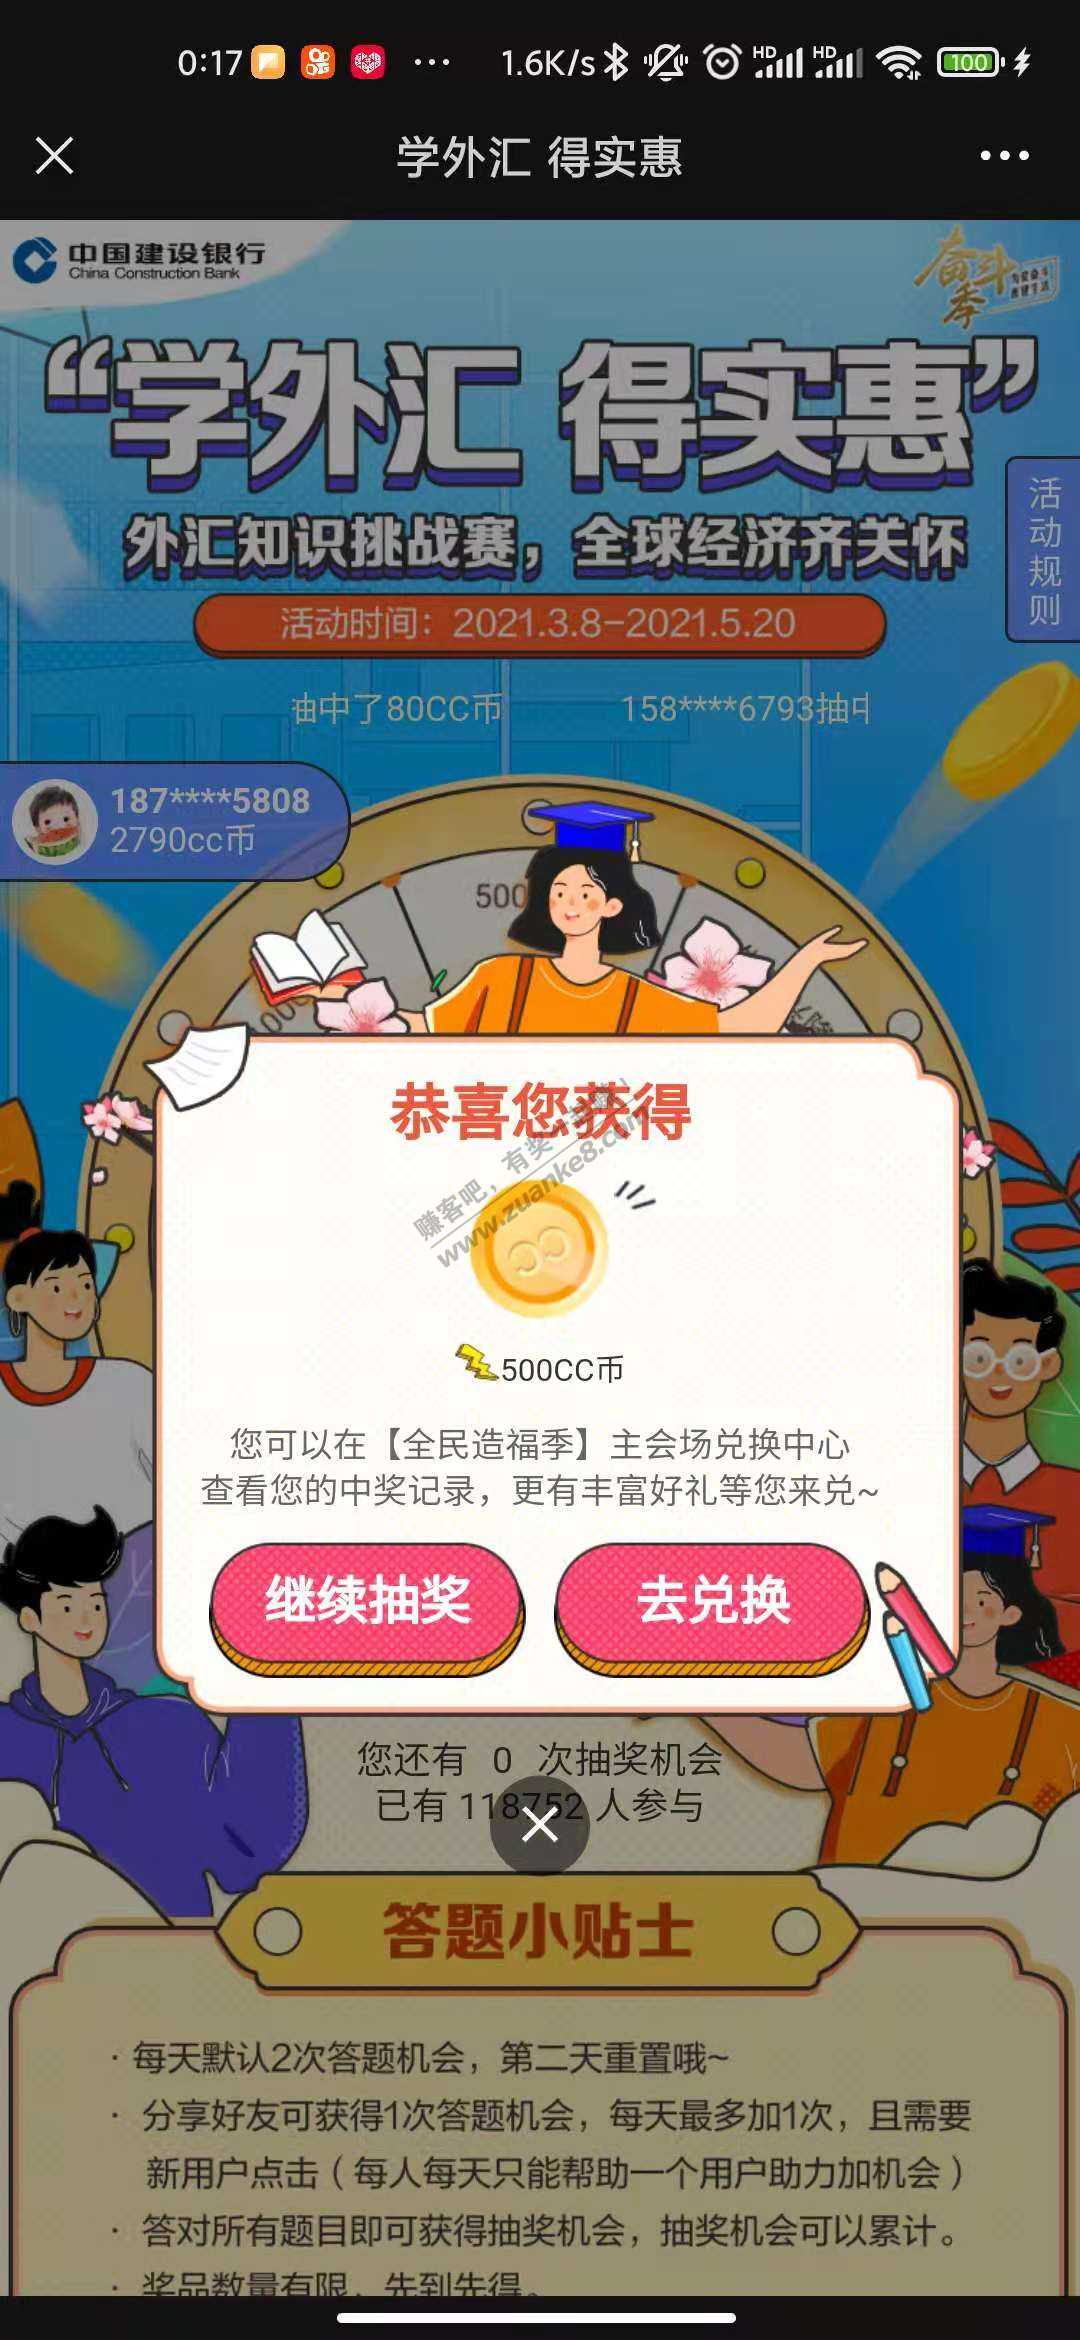 0:17 1.6K/s HD HD 100
学外汇 得实惠
中国建设银行
China Construction Bank
奋斗季
“学外汇 得实惠”
外汇知识挑战赛，全球经济齐关怀
活动规则
活动时间：2021.3.8-2021.5.20
抽中了80CC币 158****6793抽中
187****5808
2790cc币
500
恭喜您获得
赚客吧，有奖一起赚！
www.zuanke8.com
500CC币
您可以在【全民造福季】主会场兑换中心
查看您的中奖记录，更有丰富好礼等您来兑~
继续抽奖 去兑换
您还有 0 次抽奖机会
已有 118752 人参与
答题小贴士
· 每天默认2次答题机会，第二天重置哦~
· 分享好友可获得1次答题机会，每天最多加1次，且需要
新用户点击（每人每天只能帮助一个用户助力加机会）
· 答对所有题目即可获得抽奖机会，抽奖机会可以累计。
· 奖品数量有限，先到先得。